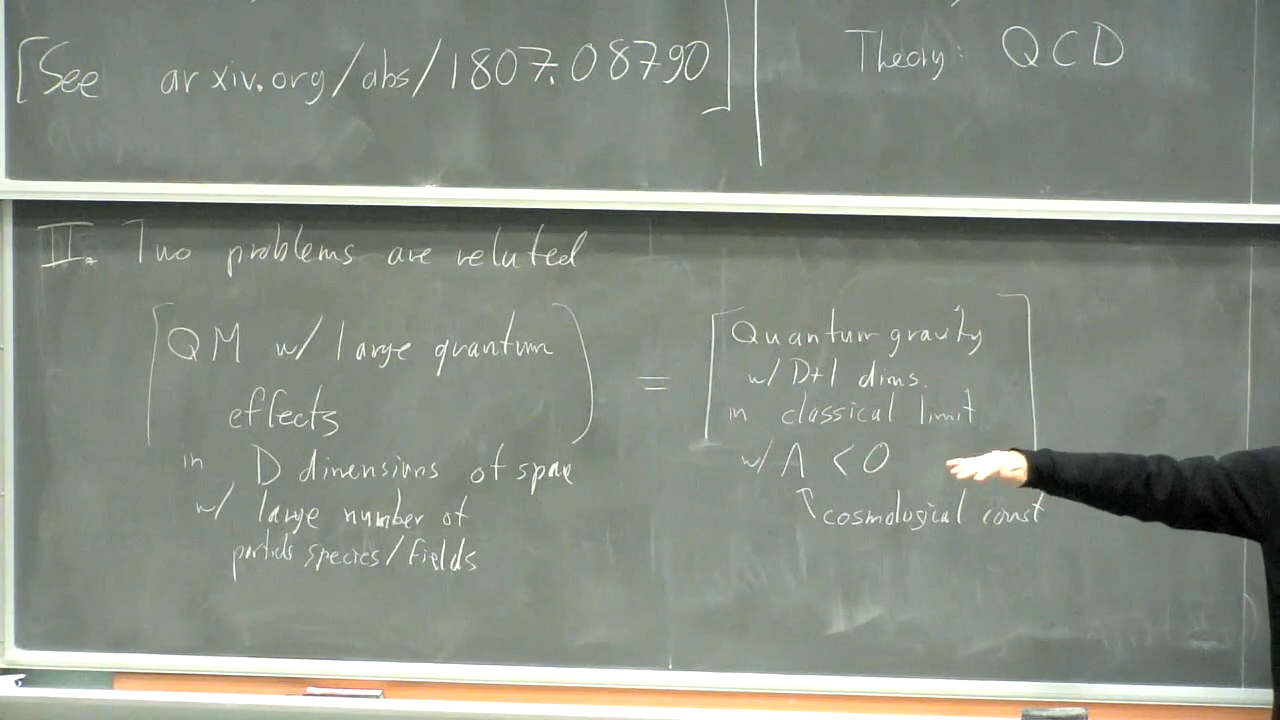 [See arxiv.org/abs/1807.08790]
Theory: QCD
II. Two problems are related
QM w/ large quantum
effects
in D dimensions of space
w/ large number of
particle species/fields
=
Quantum gravity
w/ D+1 dims.
in classical limit
w/ Λ < 0
cosmological const